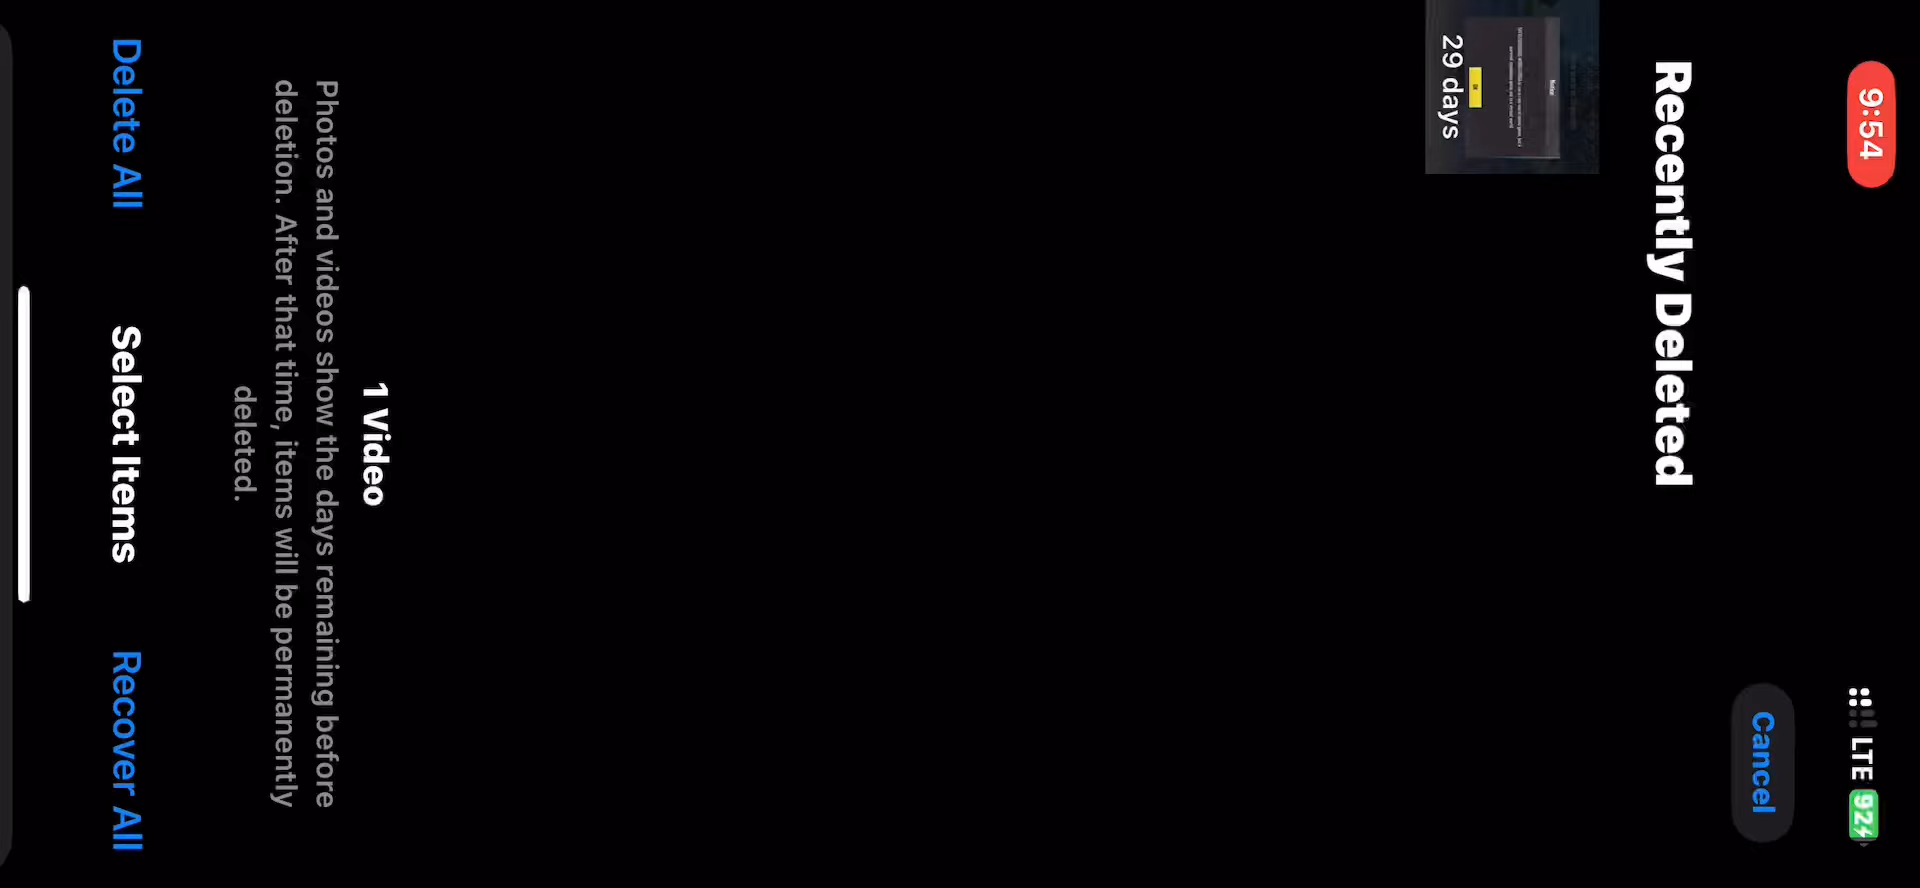 9:54
LTE 92
Cancel
Recently Deleted
29 days
1 Video
Photos and videos show the days remaining before
deletion. After that time, items will be permanently
deleted.
Delete All
Select Items
Recover All